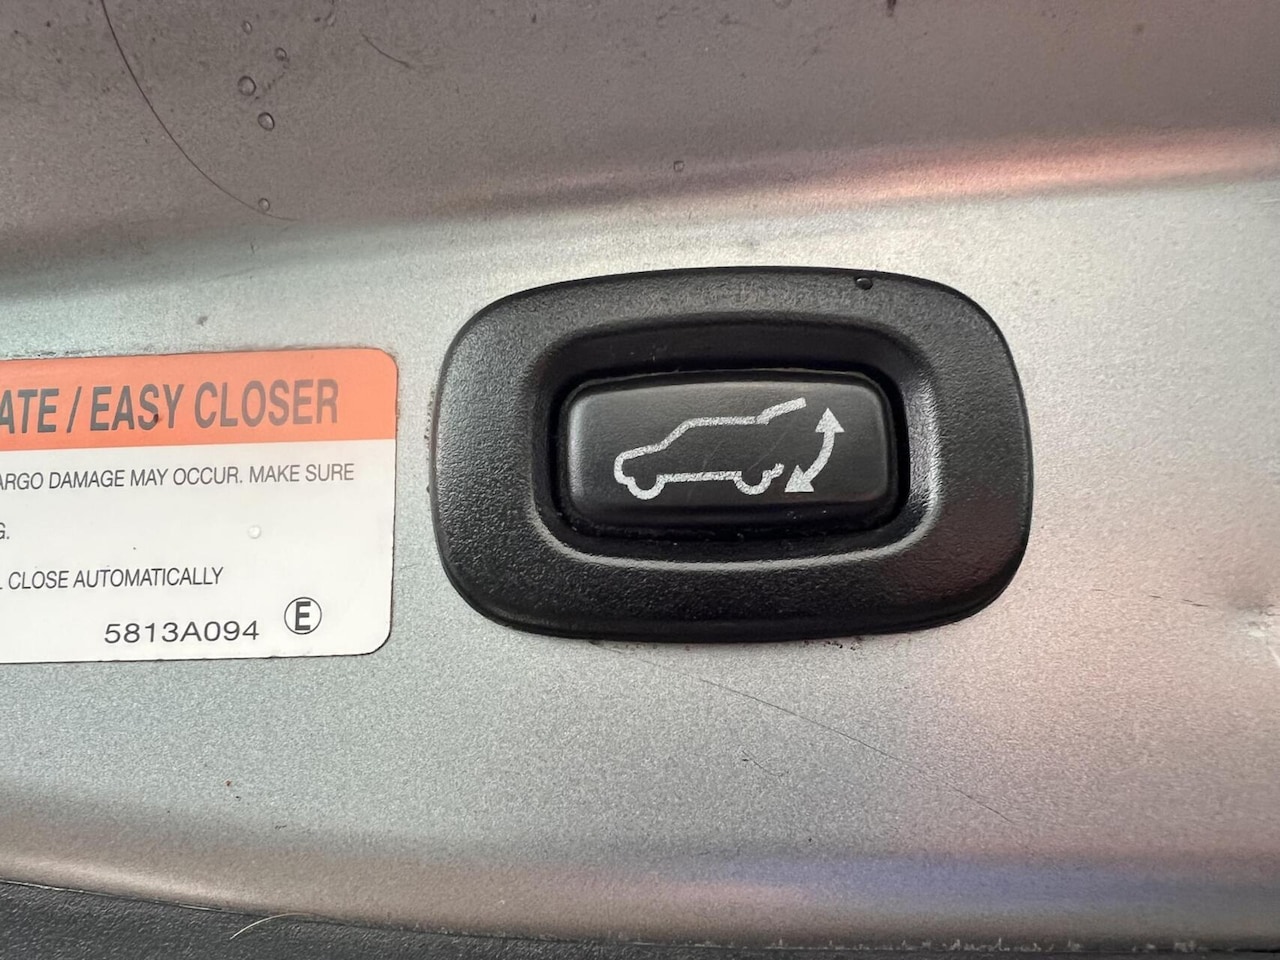 ATE / EASY CLOSER
ARGO DAMAGE MAY OCCUR. MAKE SURE
G.
L CLOSE AUTOMATICALLY
5813A094 E